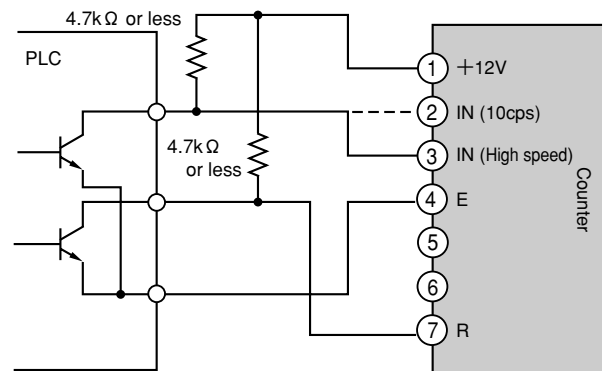 4.7kΩ or less
PLC
4.7kΩ
or less
1 +12V
2 IN (10cps)
3 IN (High speed)
4 E
5
6
7 R
Counter